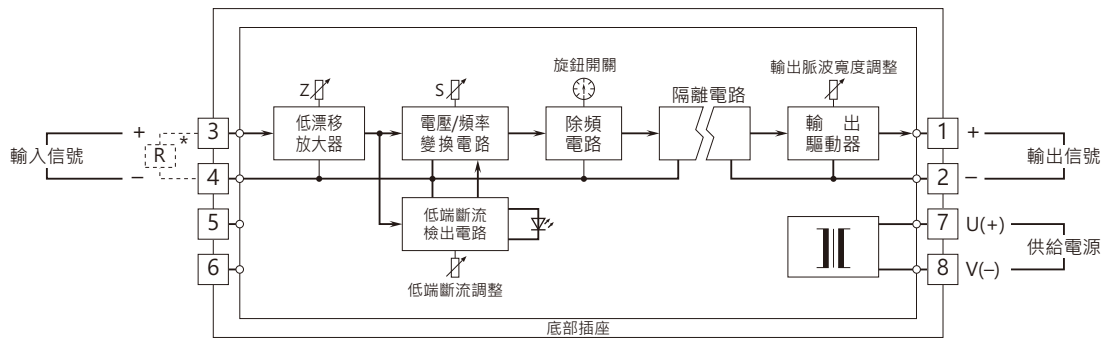 旋鈕開關
輸出脈波寬度調整
Z
S
隔離電路
低漂移
放大器
電壓/頻率
變換電路
除頻
電路
輸 出
驅動器
輸入信號
+
–
R
*
3
4
5
6
低端斷流
檢出電路
低端斷流調整
1
+
2
–
輸出信號
7
U(+)
8
V(–)
供給電源
底部插座